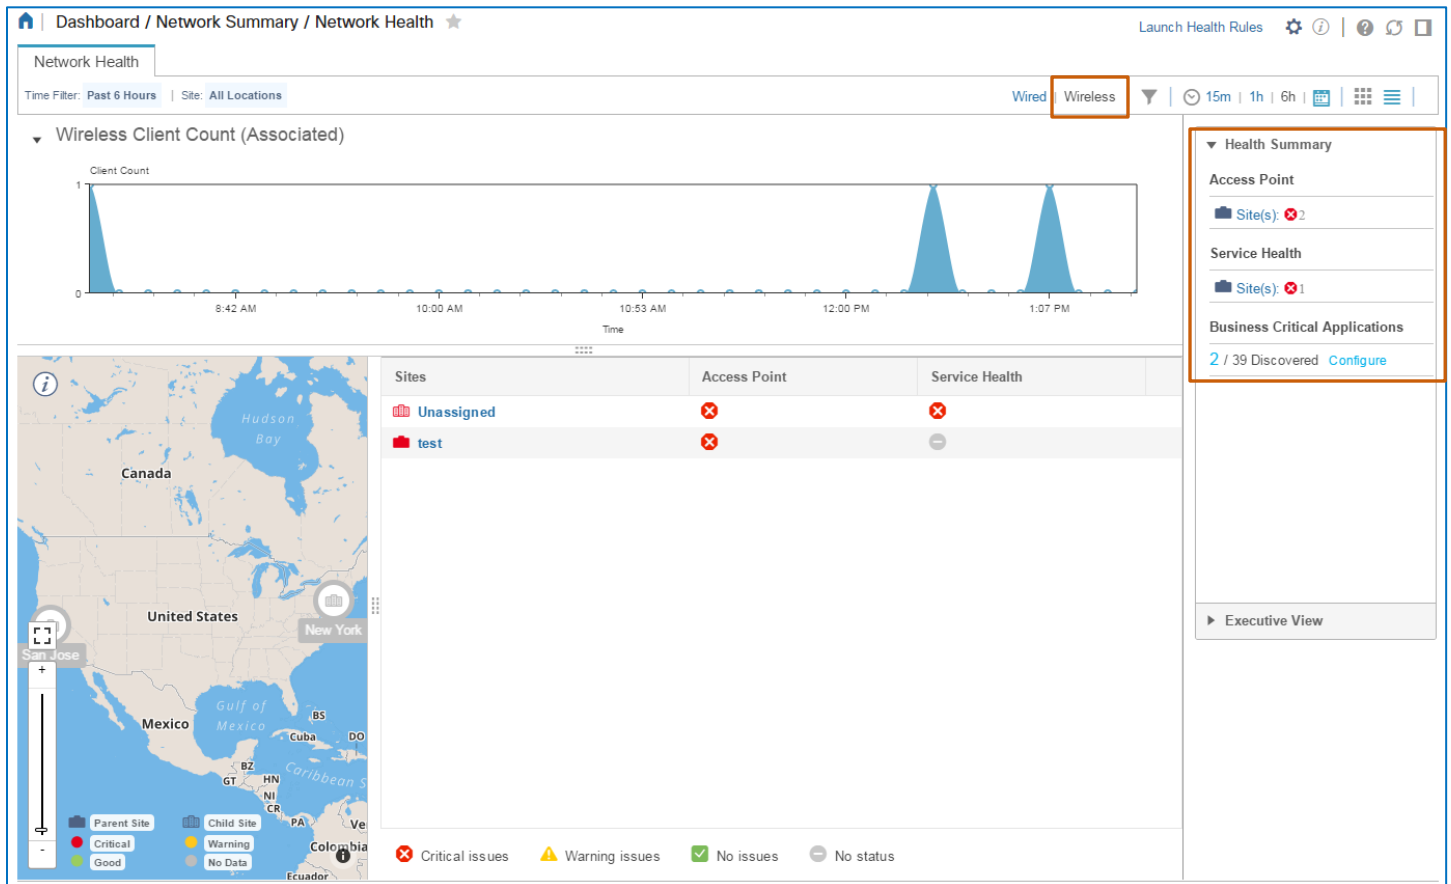 Dashboard / Network Summary / Network Health
Launch Health Rules
Network Health
Time Filter: Past 6 Hours | Site: All Locations
Wired | Wireless
15m | 1h | 6h |
Wireless Client Count (Associated)
Client Count
1
0
8:42 AM 10:00 AM 10:53 AM 12:00 PM 1:07 PM
Time
Health Summary
Access Point
Site(s): 2
Service Health
Site(s): 1
Business Critical Applications
2 / 39 Discovered Configure
Executive View
Sites Access Point Service Health
Unassigned
test
Critical issues Warning issues No issues No status
Hudson
Bay
Canada
United States
New York
San Jose
+
Gulf of
Mexico
Mexico
BS
Cuba
DO
BZ
GT
HN
Caribbean S
NI
CR
PA
Ve
Colombia
Ecuador
-
Parent Site Child Site
Critical Warning
Good No Data